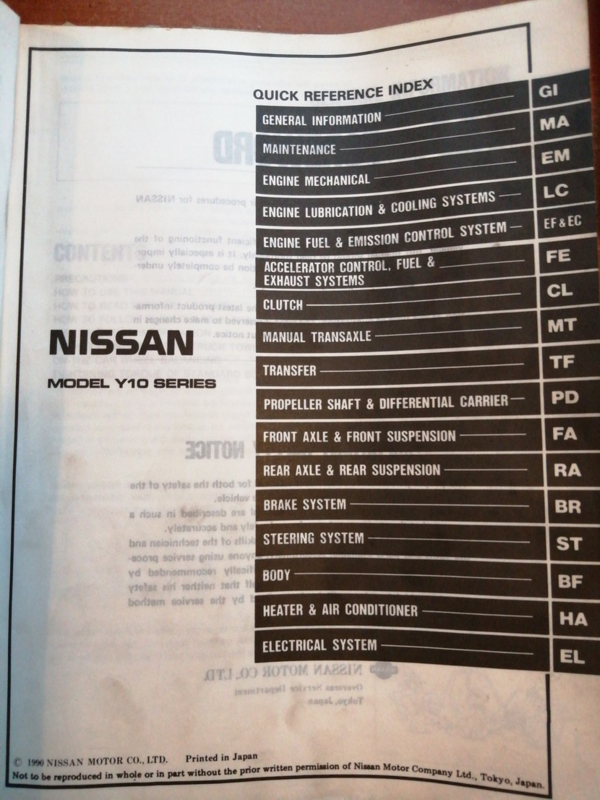 QUICK REFERENCE INDEX
GENERAL INFORMATION GI
MAINTENANCE MA
ENGINE MECHANICAL EM
ENGINE LUBRICATION & COOLING SYSTEMS LC
ENGINE FUEL & EMISSION CONTROL SYSTEM EF & EC
ACCELERATOR CONTROL, FUEL & FE
EXHAUST SYSTEMS
CLUTCH CL
MANUAL TRANSAXLE MT
TRANSFER TF
PROPELLER SHAFT & DIFFERENTIAL CARRIER PD
FRONT AXLE & FRONT SUSPENSION FA
REAR AXLE & REAR SUSPENSION RA
BRAKE SYSTEM BR
STEERING SYSTEM ST
BODY BF
HEATER & AIR CONDITIONER HA
ELECTRICAL SYSTEM EL
NISSAN
MODEL Y10 SERIES
© 1990 NISSAN MOTOR CO., LTD. Printed in Japan
Not to be reproduced in whole or in part without the prior written permission of Nissan Motor Company Ltd., Tokyo, Japan.